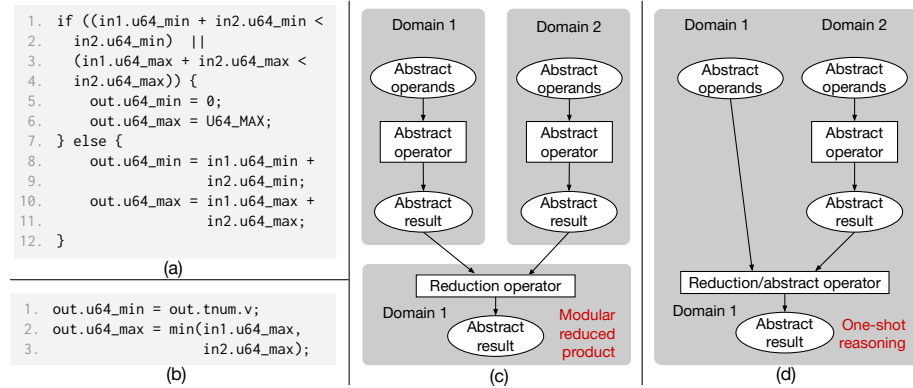 1. if ((in1.u64_min + in2.u64_min <
2. in2.u64_min) ||
3. (in1.u64_max + in2.u64_max <
4. in2.u64_max)) {
5. out.u64_min = 0;
6. out.u64_max = U64_MAX;
7. } else {
8. out.u64_min = in1.u64_min +
9. in2.u64_min;
10. out.u64_max = in1.u64_max +
11. in2.u64_max;
12. }
(a)
1. out.u64_min = out.tnum.v;
2. out.u64_max = min(in1.u64_max,
3. in2.u64_max);
(b)
Domain 1
Abstract
operands
Abstract
operator
Abstract
result
Domain 2
Abstract
operands
Abstract
operator
Abstract
result
Reduction operator
Domain 1
Abstract
result
Modular
reduced
product
(c)
Domain 1
Abstract
operands
Domain 2
Abstract
operands
Abstract
operator
Abstract
result
Reduction/abstract operator
Domain 1
Abstract
result
One-shot
reasoning
(d)